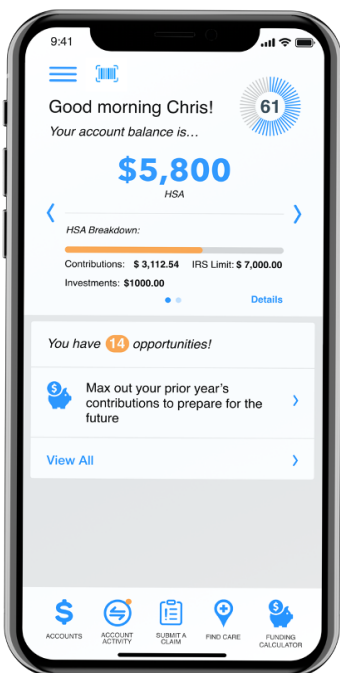 9:41
Good morning Chris!
61
Your account balance is...
$5,800
HSA
HSA Breakdown:
Contributions: $ 3,112.54 IRS Limit: $ 7,000.00
Investments: $1000.00
Details
You have 14 opportunities!
Max out your prior year's
contributions to prepare for the
future
View All
ACCOUNTS
ACCOUNT
ACTIVITY
SUBMIT A
CLAIM
FIND CARE
FUNDING
CALCULATOR